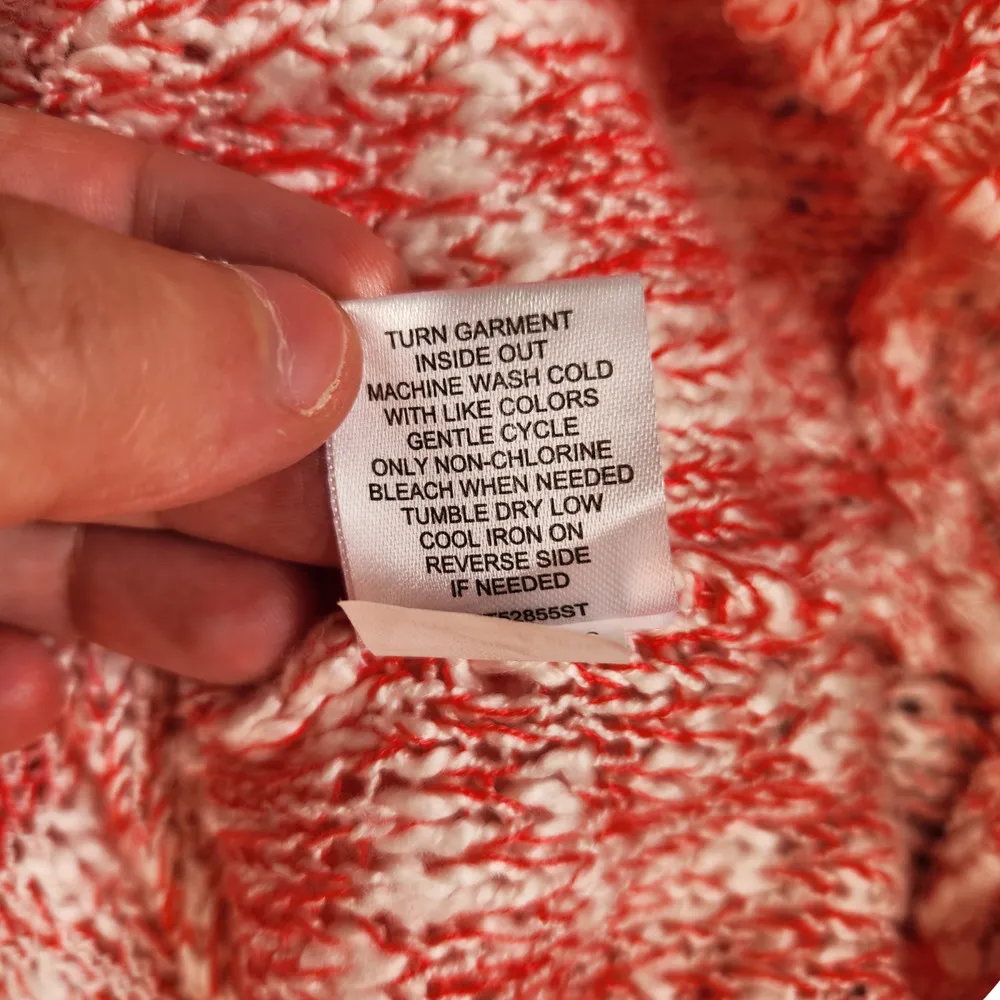 TURN GARMENT
INSIDE OUT
MACHINE WASH COLD
WITH LIKE COLORS
GENTLE CYCLE
ONLY NON-CHLORINE
BLEACH WHEN NEEDED
TUMBLE DRY LOW
COOL IRON ON
REVERSE SIDE
IF NEEDED